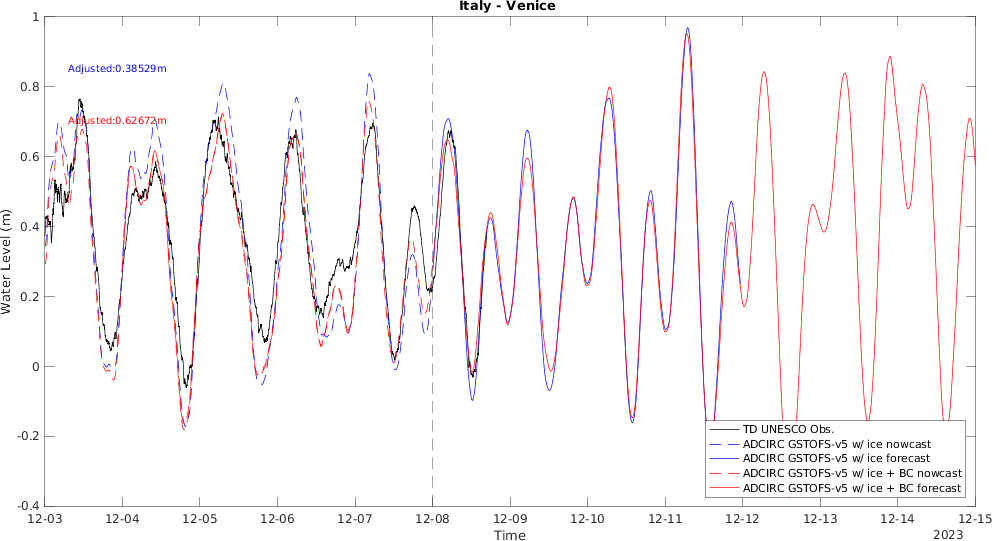 Italy - Venice
Adjusted:0.38529m
Adjusted:0.62672m
Water Level (m)
1
0.8
0.6
0.4
0.2
0
-0.2
-0.4
TD UNESCO Obs.
ADCIRC GSTOFS-v5 w/ ice nowcast
ADCIRC GSTOFS-v5 w/ ice forecast
ADCIRC GSTOFS-v5 w/ ice + BC nowcast
ADCIRC GSTOFS-v5 w/ ice + BC forecast
12-03 12-04 12-05 12-06 12-07 12-08 12-09 12-10 12-11 12-12 12-13 12-14 12-15
Time
2023